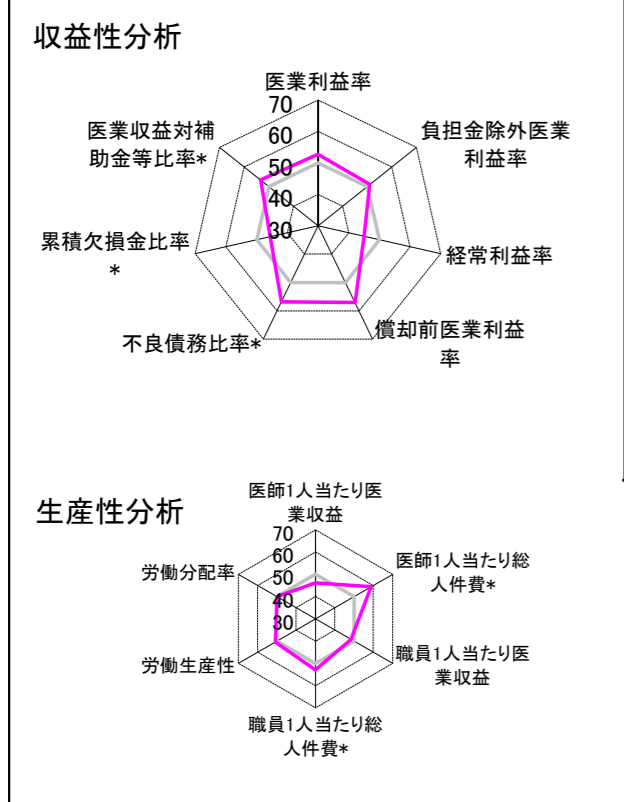 収益性分析
医業利益率
70
60
50
40
30
負担金除外医業
利益率
経常利益率
償却前医業利益
率
不良債務比率*
累積欠損金比率
*
医業収益対補
助金等比率*
生産性分析
医師1人当たり医
業収益
70
60
50
40
30
医師1人当たり総
人件費*
職員1人当たり医
業収益
職員1人当たり総
人件費*
労働生産性
労働分配率